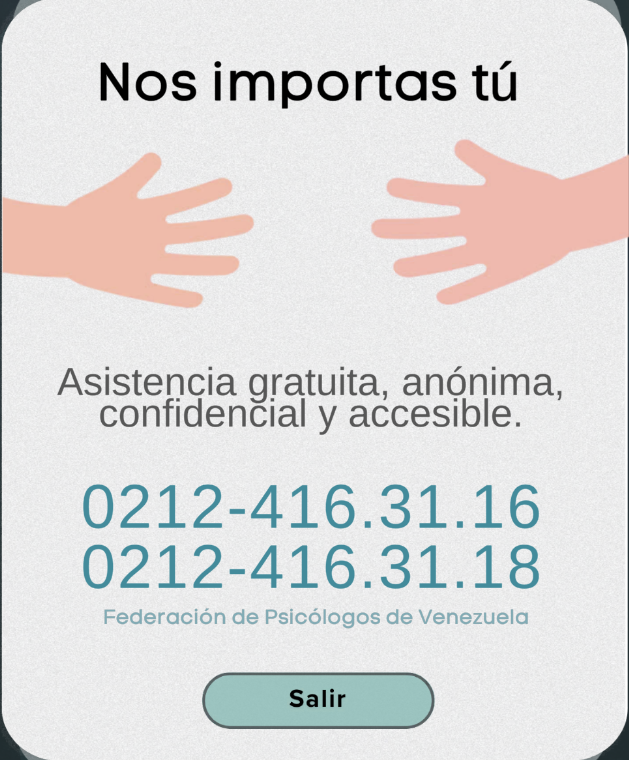 Nos importas tú
Asistencia gratuita, anónima,
confidencial y accesible.
0212-416.31.16
0212-416.31.18
Federación de Psicólogos de Venezuela
Salir